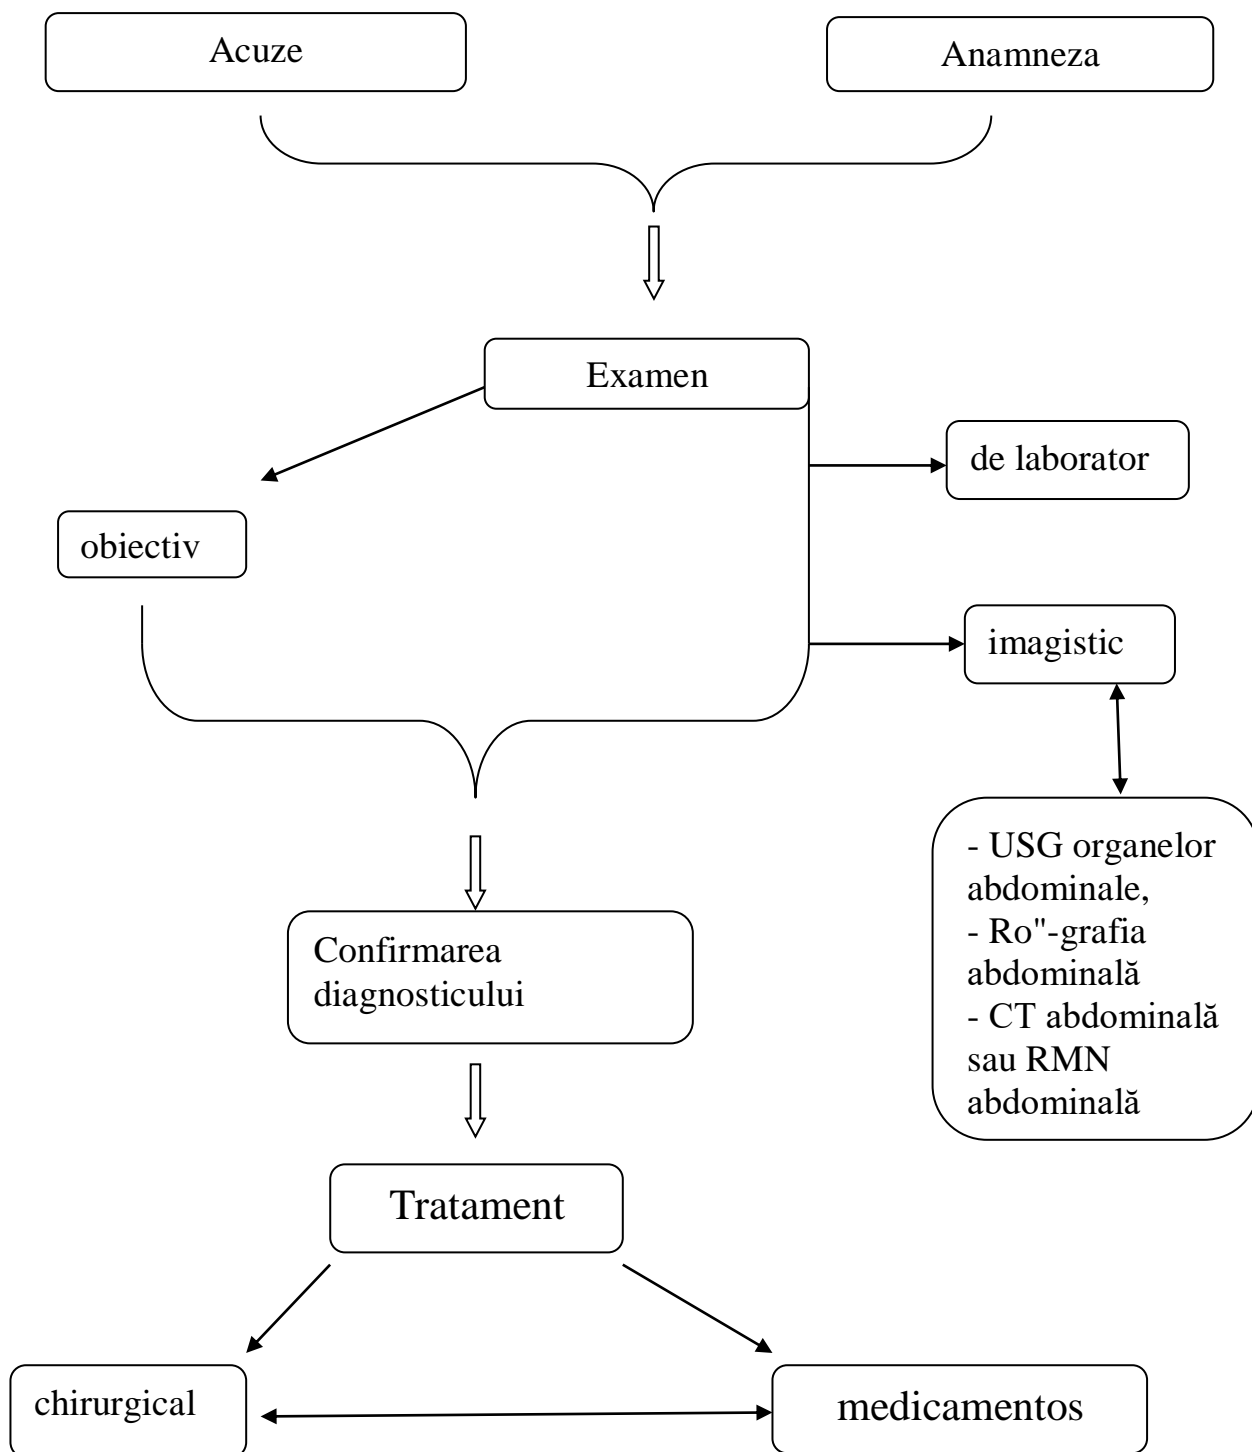 Acuze
Anamneza
Examen
de laborator
obiectiv
imagistic
- USG organelor
abdominale,
- Ro"-grafia
abdominală
- CT abdominală
sau RMN
abdominală
Confirmarea
diagnosticului
Tratament
chirurgical
medicamentos